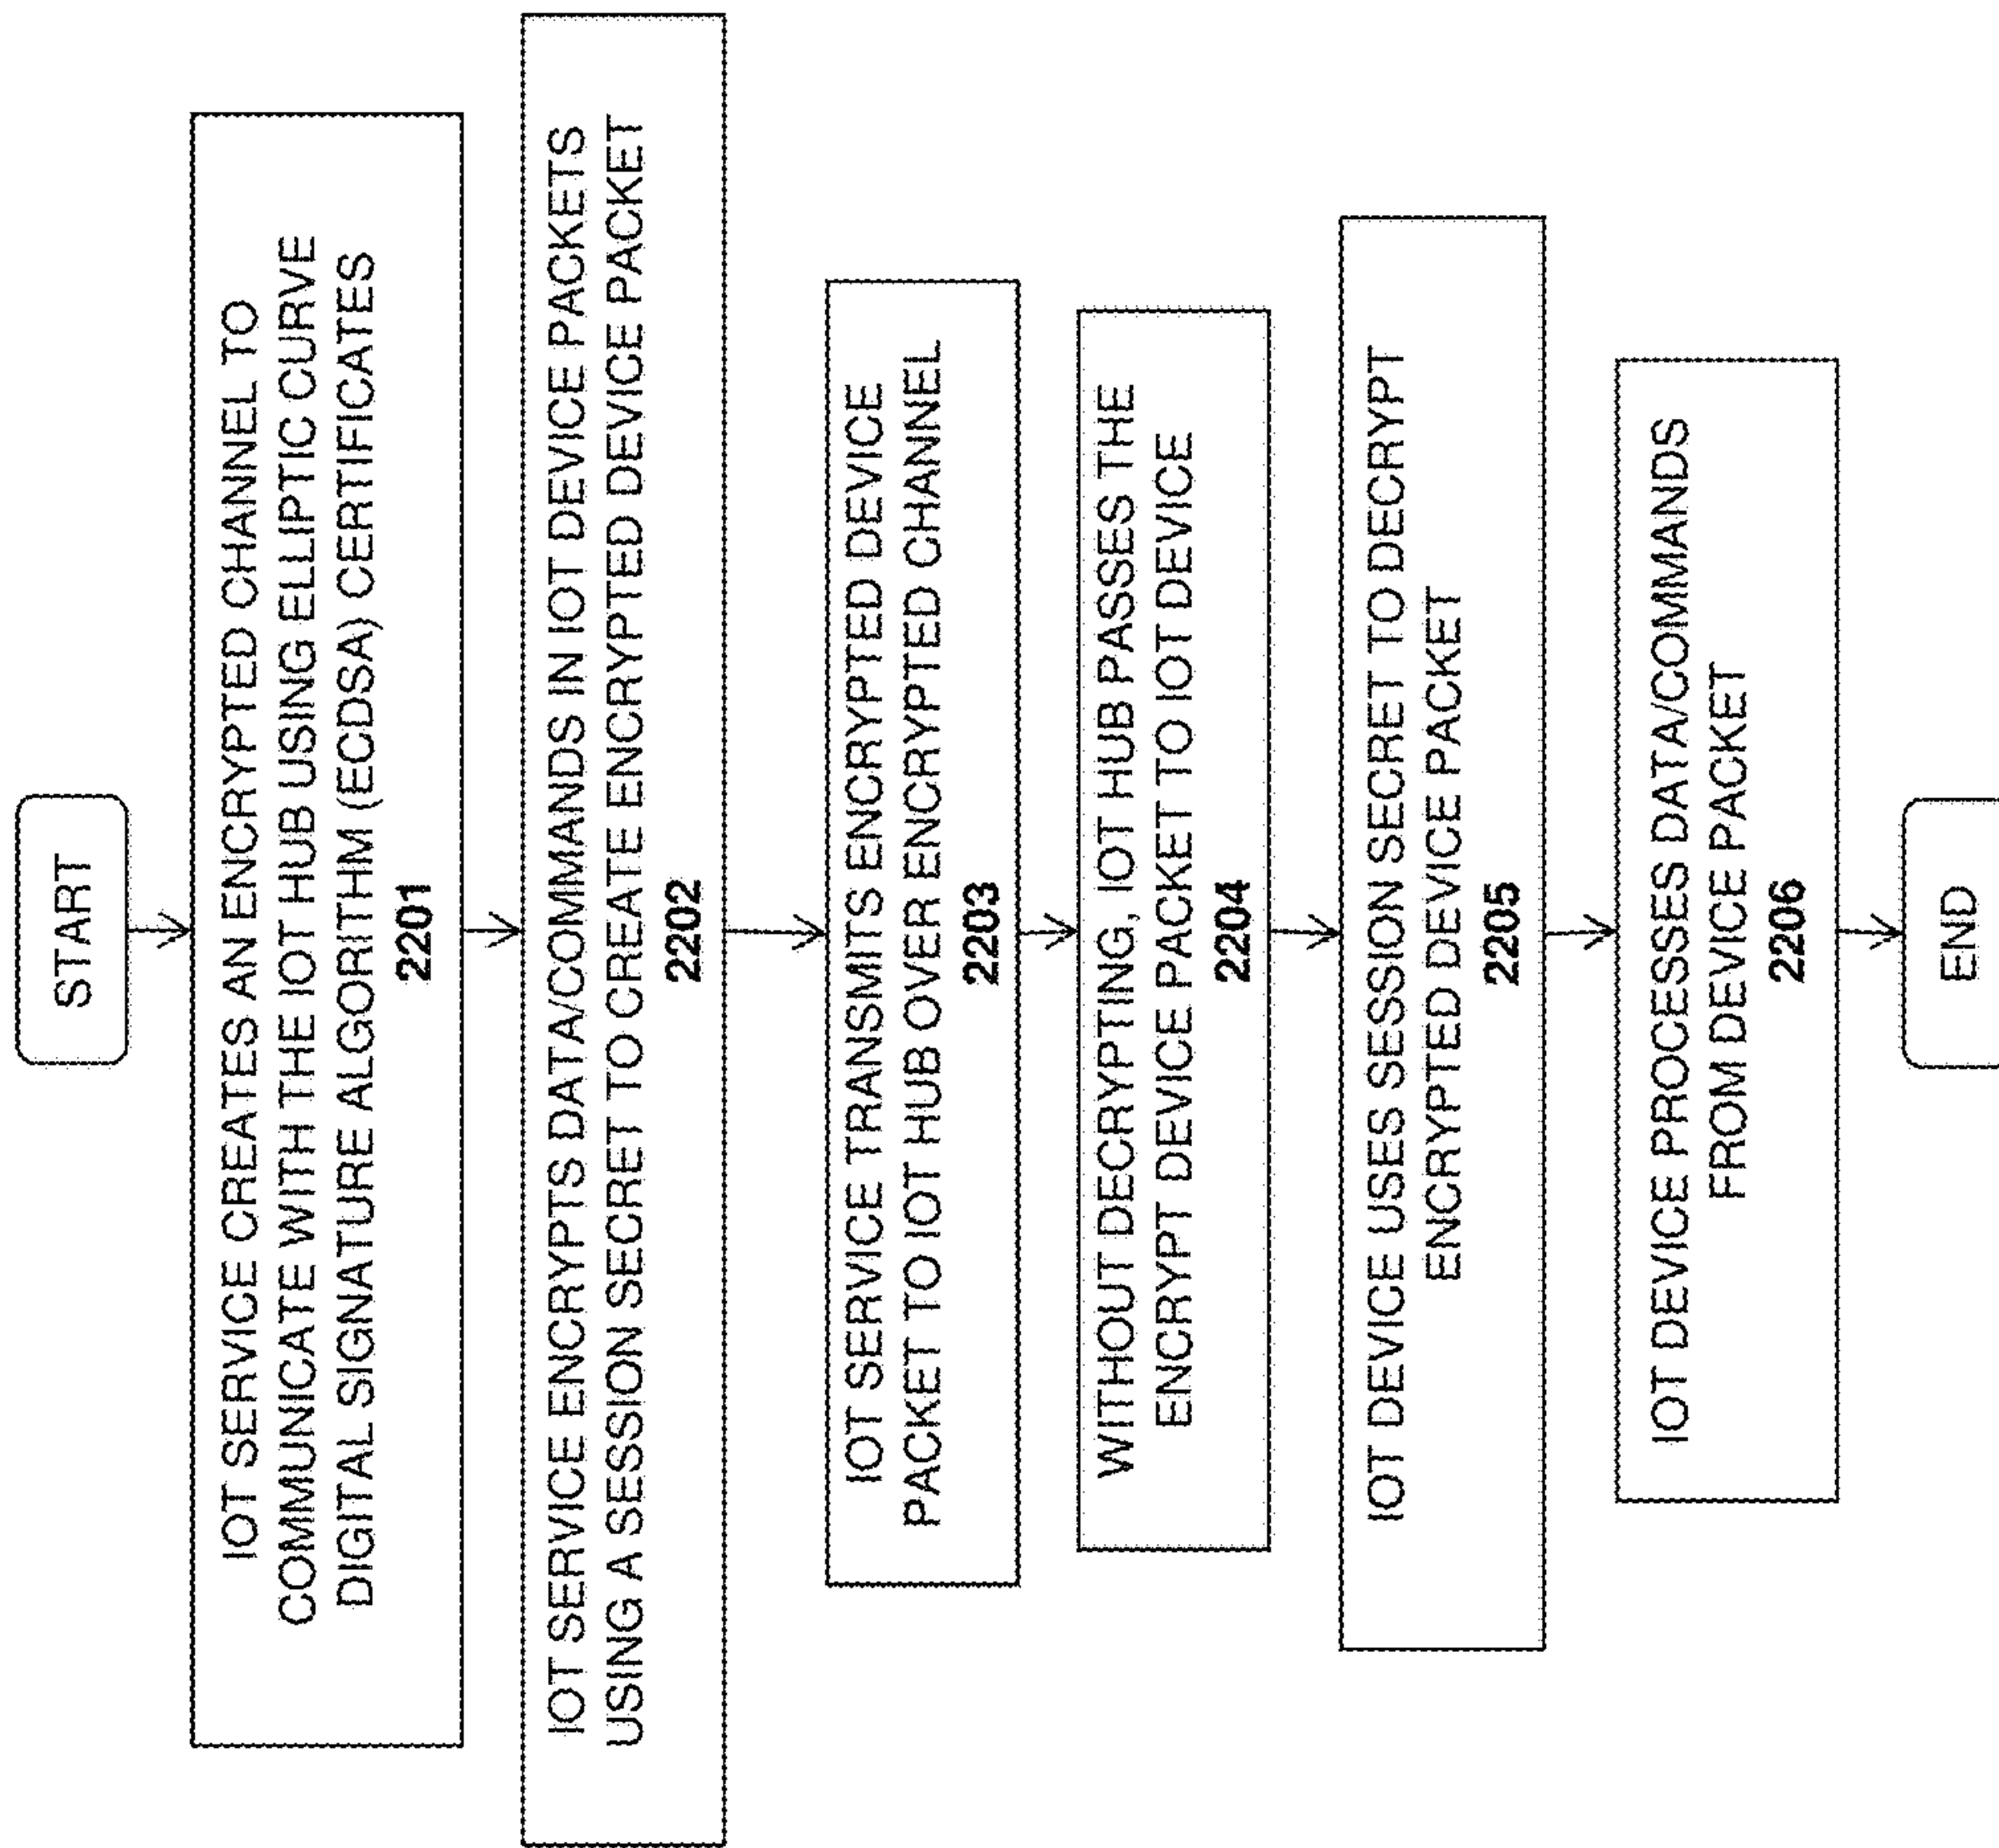 START
IOT SERVICE CREATES AN ENCRYPTED CHANNEL TO
COMMUNICATE WITH THE IOT HUB USING ELLIPTIC CURVE
DIGITAL SIGNATURE ALGORITHM (ECDSA) CERTIFICATES
2201
IOT SERVICE ENCRYPTS DATA/COMMANDS IN IOT DEVICE PACKETS
USING A SESSION SECRET TO CREATE ENCRYPTED DEVICE PACKET
2202
IOT SERVICE TRANSMITS ENCRYPTED DEVICE
PACKET TO IOT HUB OVER ENCRYPTED CHANNEL
2203
WITHOUT DECRYPTING, IOT HUB PASSES THE
ENCRYPT DEVICE PACKET TO IOT DEVICE
2204
IOT DEVICE USES SESSION SECRET TO DECRYPT
ENCRYPTED DEVICE PACKET
2205
IOT DEVICE PROCESSES DATA/COMMANDS
FROM DEVICE PACKET
2206
END